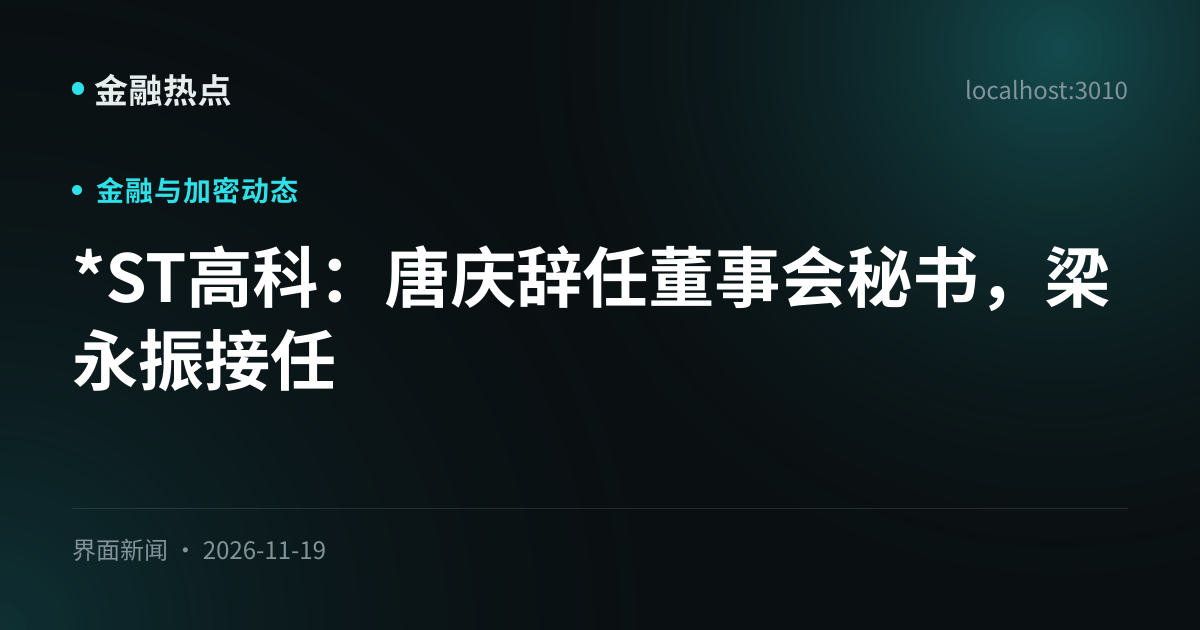 金融热点
localhost:3010
金融与加密动态
*ST高科：唐庆辞任董事会秘书，梁
永振接任
界面新闻 · 2026-11-19